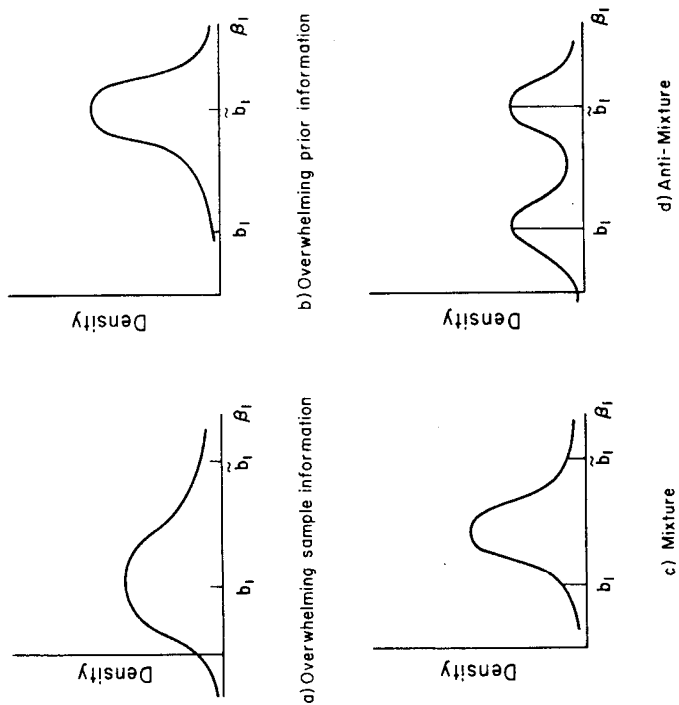 Density
b₁ b̃₁ β₁
a) Overwhelming sample information
Density
b₁ b̃₁ β₁
b) Overwhelming prior information
Density
b₁ b̃₁ β₁
c) Mixture
Density
b₁ b̃₁
d) Anti-Mixture